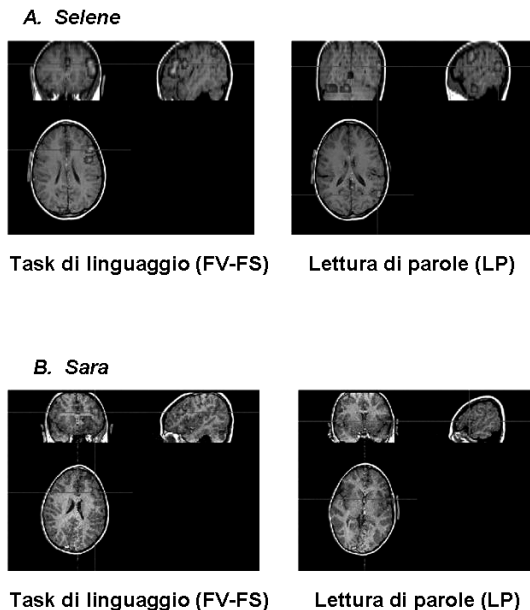 A. Selene
Task di linguaggio (FV-FS)
Lettura di parole (LP)
B. Sara
Task di linguaggio (FV-FS)
Lettura di parole (LP)